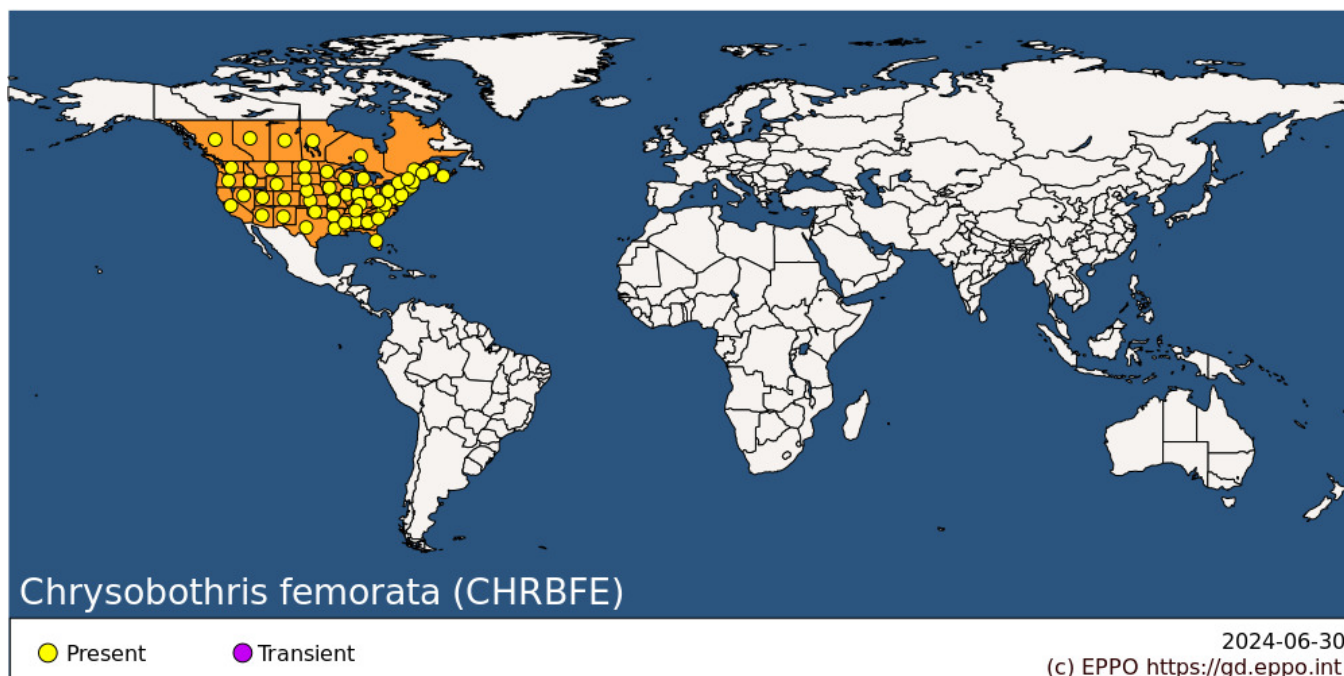 Chrysobothris femorata (CHRBFE)
Present
Transient
2024-06-30
(c) EPPO https://gd.eppo.int